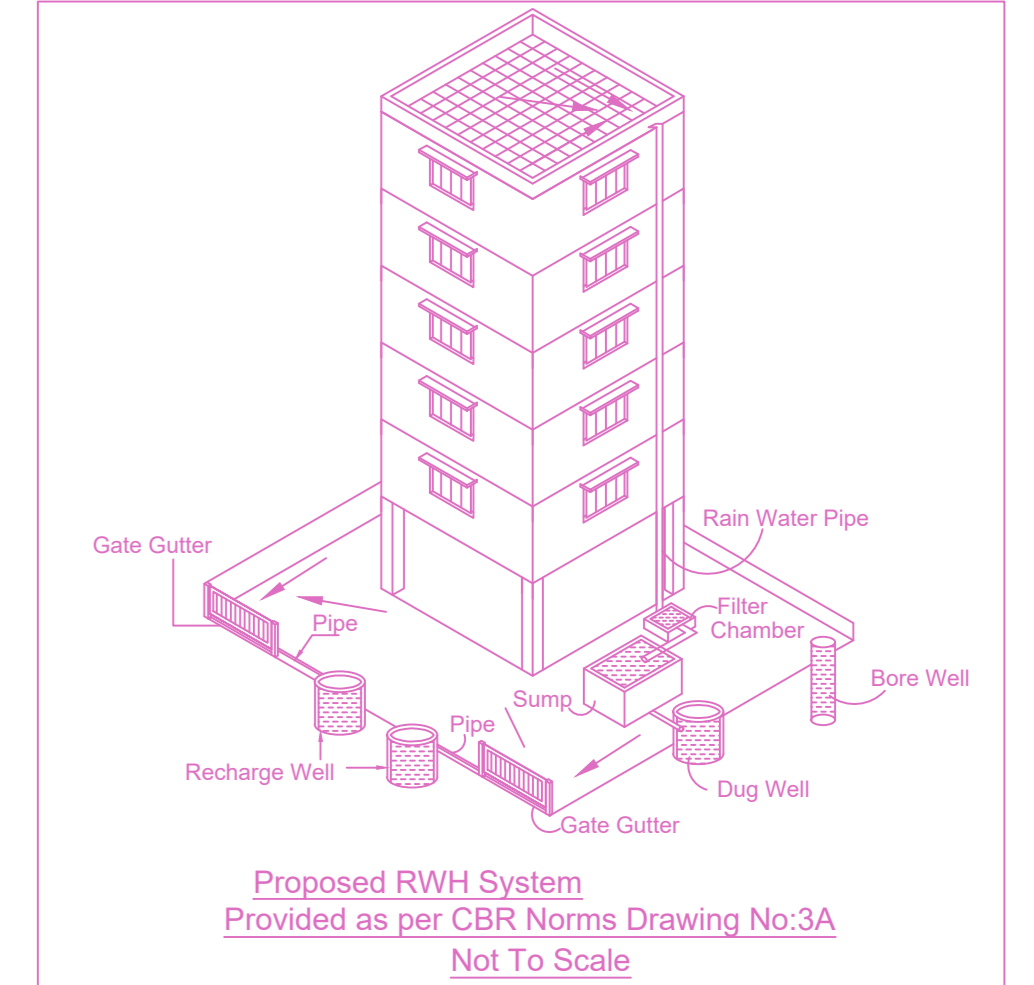 Rain Water Pipe
Gate Gutter
Filter
Chamber
Pipe
Bore Well
Sump
Pipe
Recharge Well
Dug Well
Gate Gutter
Proposed RWH System
Provided as per CBR Norms Drawing No:3A
Not To Scale